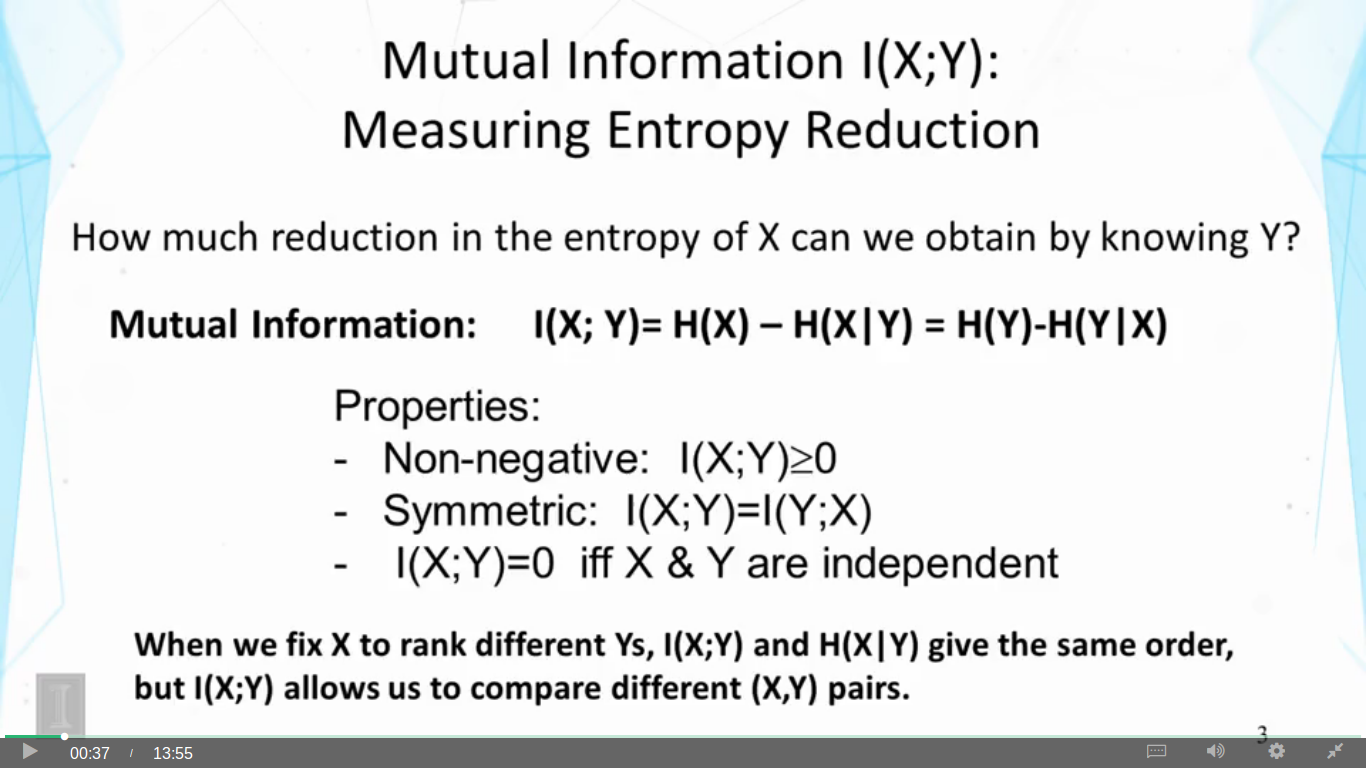 Mutual Information I(X;Y):
Measuring Entropy Reduction
How much reduction in the entropy of X can we obtain by knowing Y?
Mutual Information: I(X; Y)= H(X) – H(X|Y) = H(Y)-H(Y|X)
Properties:
- Non-negative: I(X;Y)≥0
- Symmetric: I(X;Y)=I(Y;X)
- I(X;Y)=0 iff X & Y are independent
When we fix X to rank different Ys, I(X;Y) and H(X|Y) give the same order,
but I(X;Y) allows us to compare different (X,Y) pairs.
I
3
00:37 / 13:55